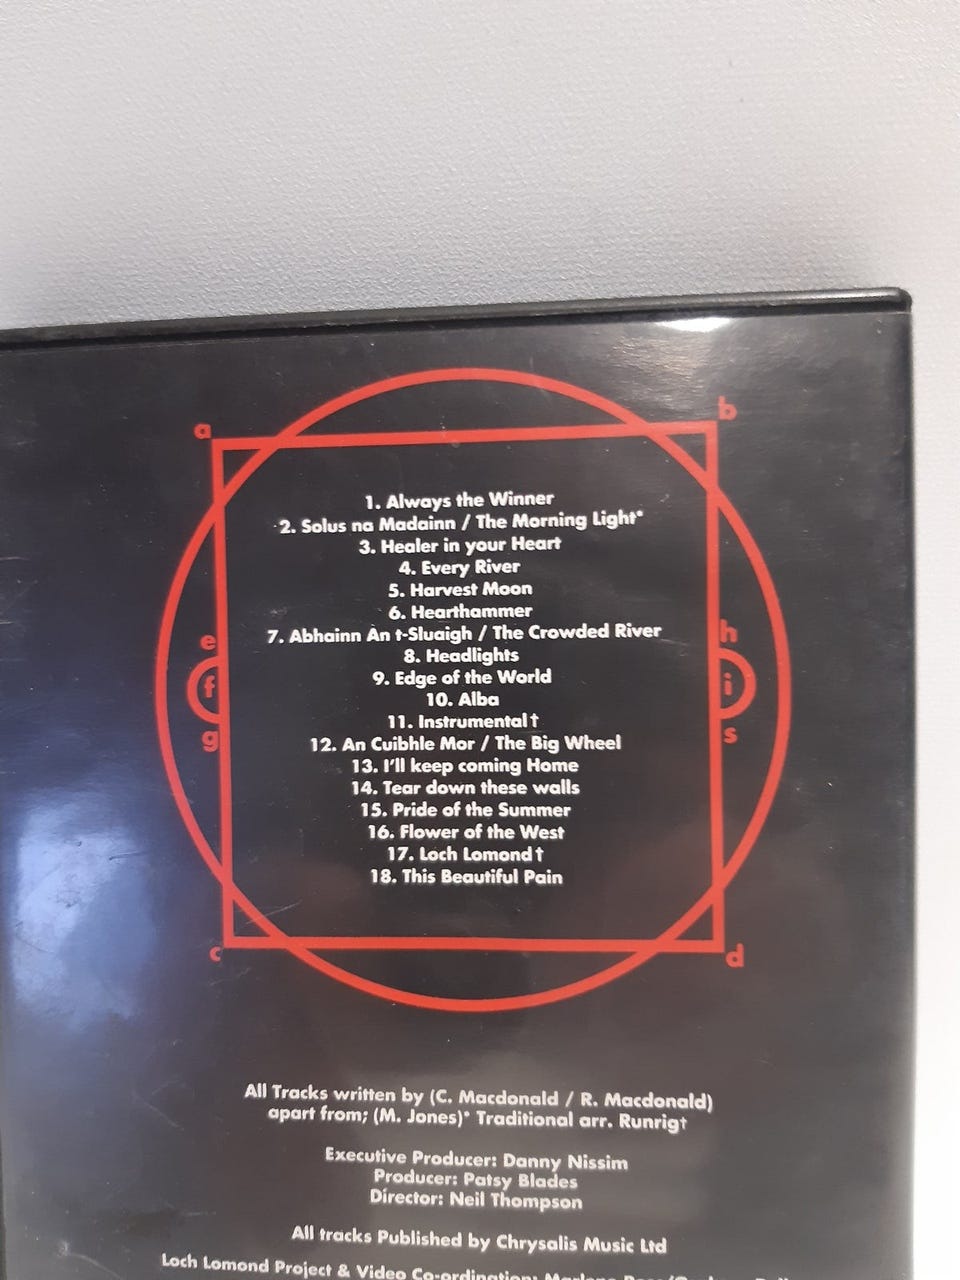 a
b
1. Always the Winner
2. Solus na Madainn / The Morning Light*
3. Healer in your Heart
4. Every River
5. Harvest Moon
6. Hearthammer
7. Abhainn An t-Sluaigh / The Crowded River
8. Headlights
9. Edge of the World
10. Alba
11. Instrumental†
12. An Cuibhle Mor / The Big Wheel
13. I'll keep coming Home
14. Tear down these walls
15. Pride of the Summer
16. Flower of the West
17. Loch Lomond†
18. This Beautiful Pain
e
f
g
h
i
s
c
d
All Tracks written by (C. Macdonald / R. Macdonald)
apart from; (M. Jones)* Traditional arr. Runrig†
Executive Producer: Danny Nissim
Producer: Patsy Blades
Director: Neil Thompson
All tracks Published by Chrysalis Music Ltd
Loch Lomond Project & Video Co-ordination: Marlene